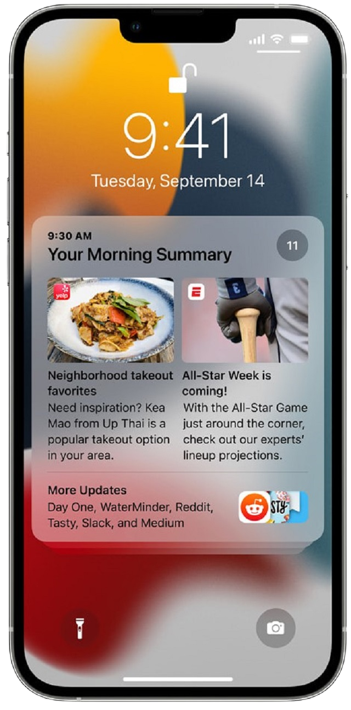 9:41
Tuesday, September 14
9:30 AM
Your Morning Summary
11
yelp
E
Neighborhood takeout
favorites
Need inspiration? Kea
Mao from Up Thai is a
popular takeout option
in your area.
All-Star Week is
coming!
With the All-Star Game
just around the corner,
check out our experts’
lineup projections.
More Updates
Day One, WaterMinder, Reddit,
Tasty, Slack, and Medium
STY